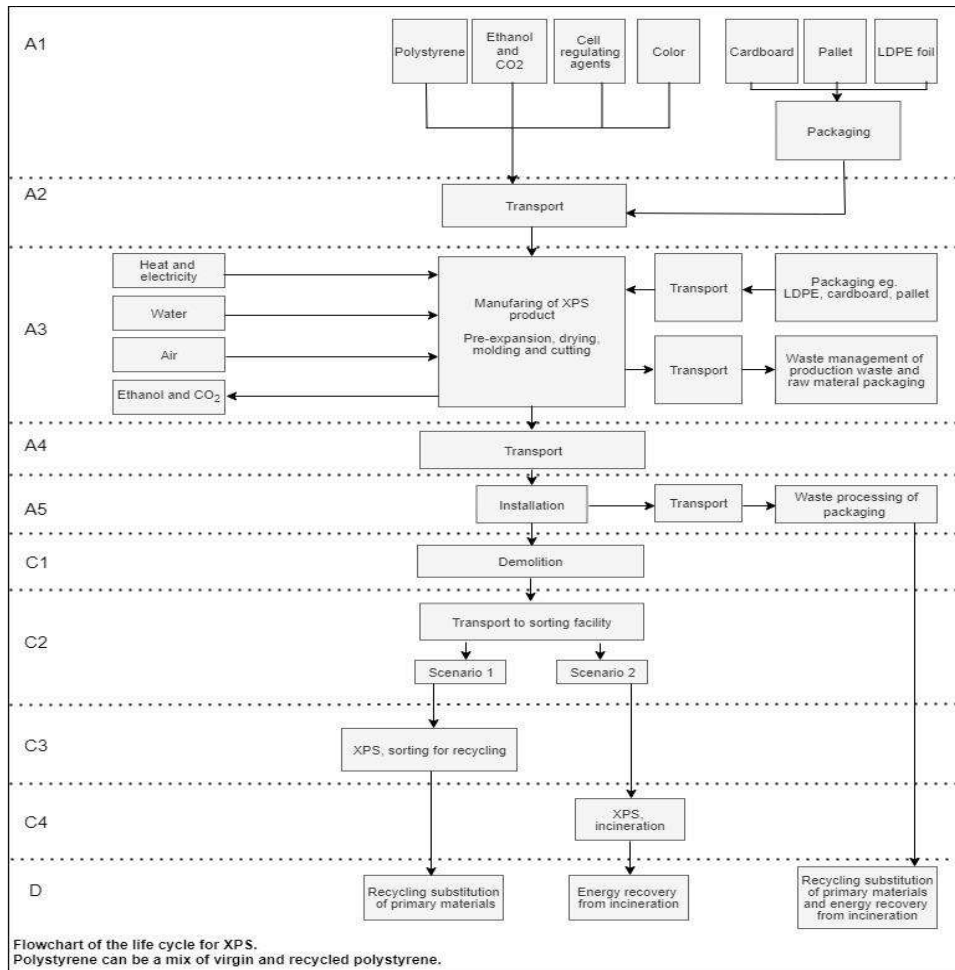 A1
Polystyrene
Ethanol
and
CO2
Cell
regulating
agents
Color
Cardboard
Pallet
LDPE foil
Packaging
A2
Transport
A3
Heat and
electricity
Water
Air
Ethanol and CO2
Manufaring of XPS
product
Pre-expansion, drying,
molding and cutting
Transport
Packaging eg.
LDPE, cardboard, pallet
Transport
Waste management of
production waste and
raw materal packaging
A4
Transport
A5
Installation
Transport
Waste processing of
packaging
C1
Demolition
C2
Transport to sorting facility
Scenario 1
Scenario 2
C3
XPS, sorting for recycling
C4
XPS,
incineration
D
Recycling substitution
of primary materials
Energy recovery
from incineration
Recycling substitution
of primary materials
and energy recovery
from incineration
Flowchart of the life cycle for XPS.
Polystyrene can be a mix of virgin and recycled polystyrene.